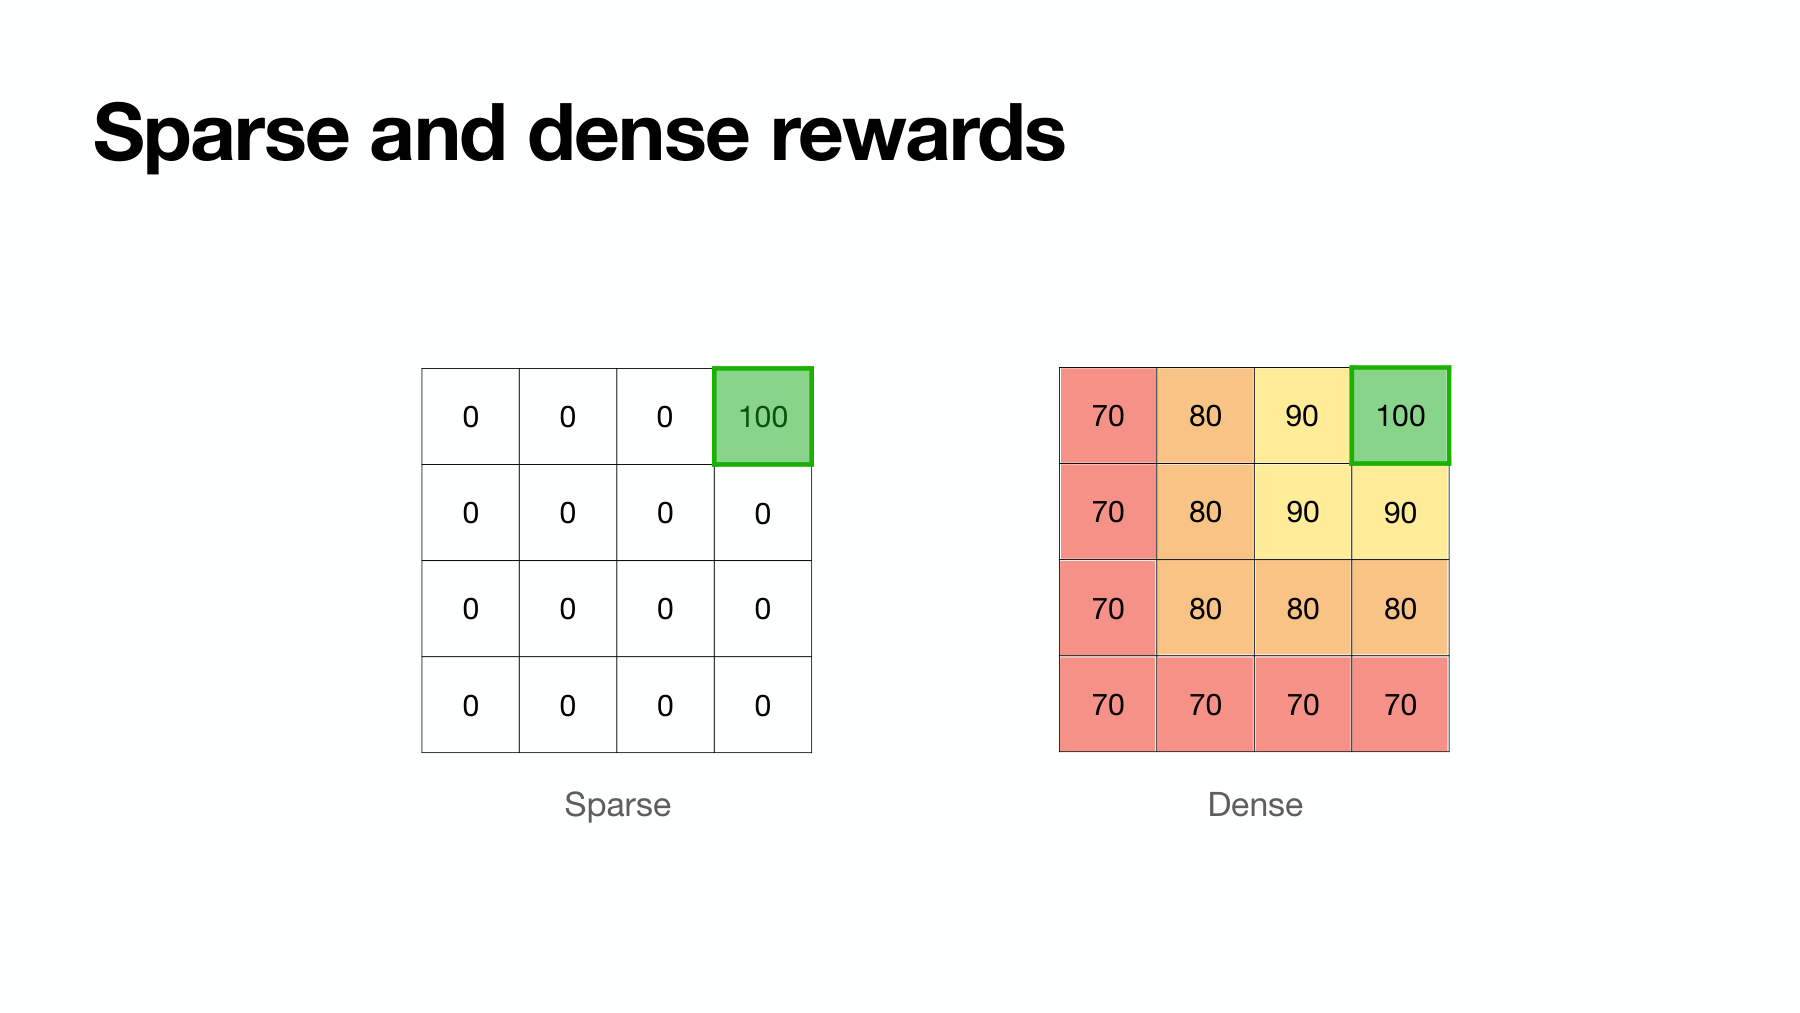 Sparse and dense rewards
0 0 0 100
0 0 0 0
0 0 0 0
0 0 0 0
Sparse
70 80 90 100
70 80 90 90
70 80 80 80
70 70 70 70
Dense